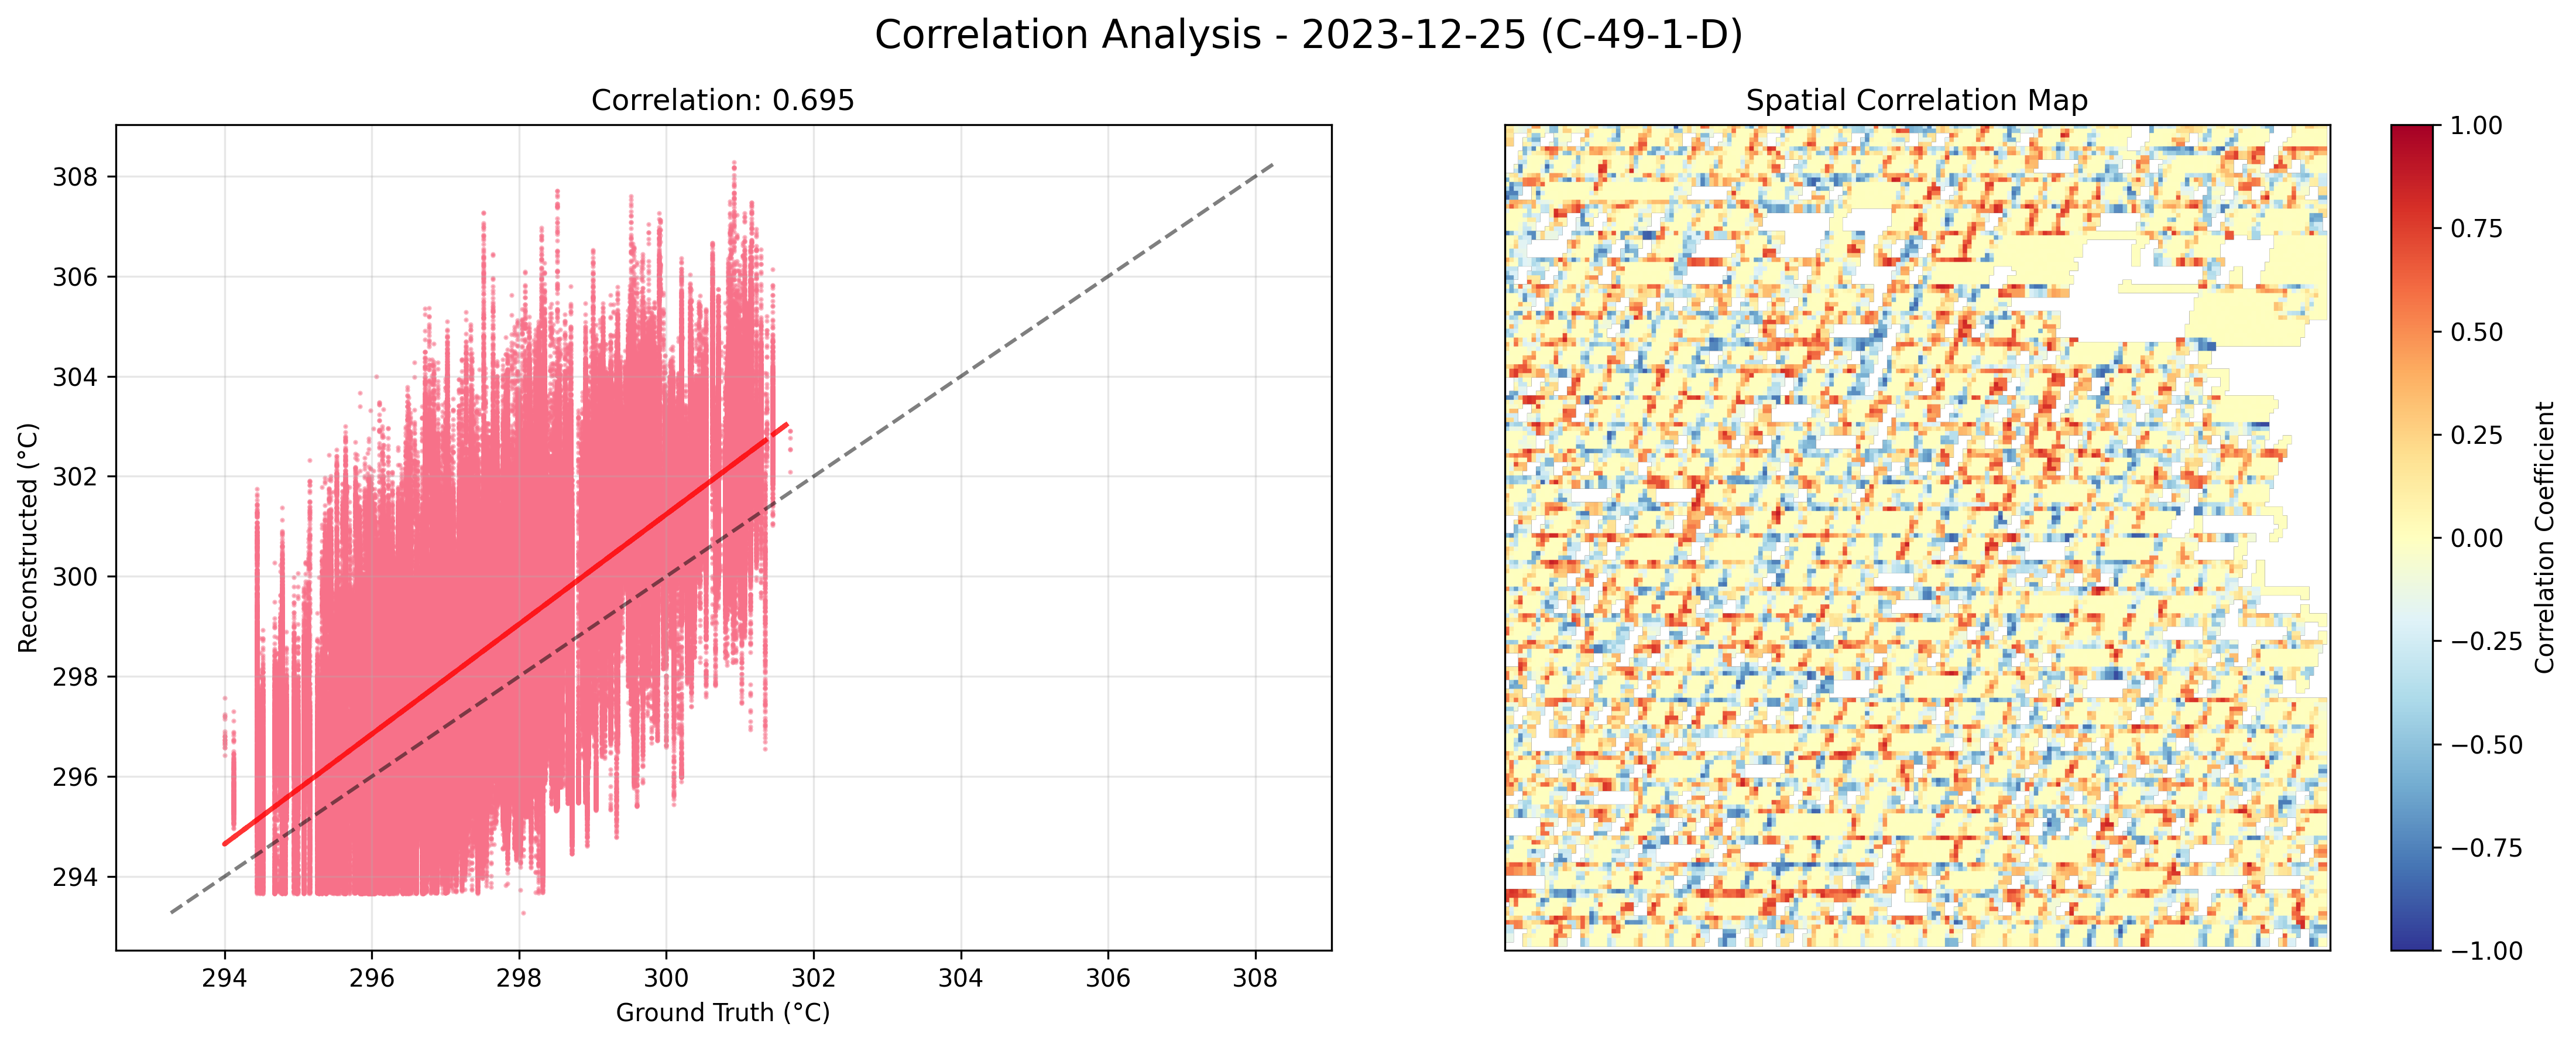 Correlation Analysis - 2023-12-25 (C-49-1-D)
Correlation: 0.695
Reconstructed (°C)
308
306
304
302
300
298
296
294
294 296 298 300 302 304 306 308
Ground Truth (°C)
Spatial Correlation Map
1.00
0.75
0.50
0.25
0.00
−0.25
−0.50
−0.75
−1.00
Correlation Coefficient